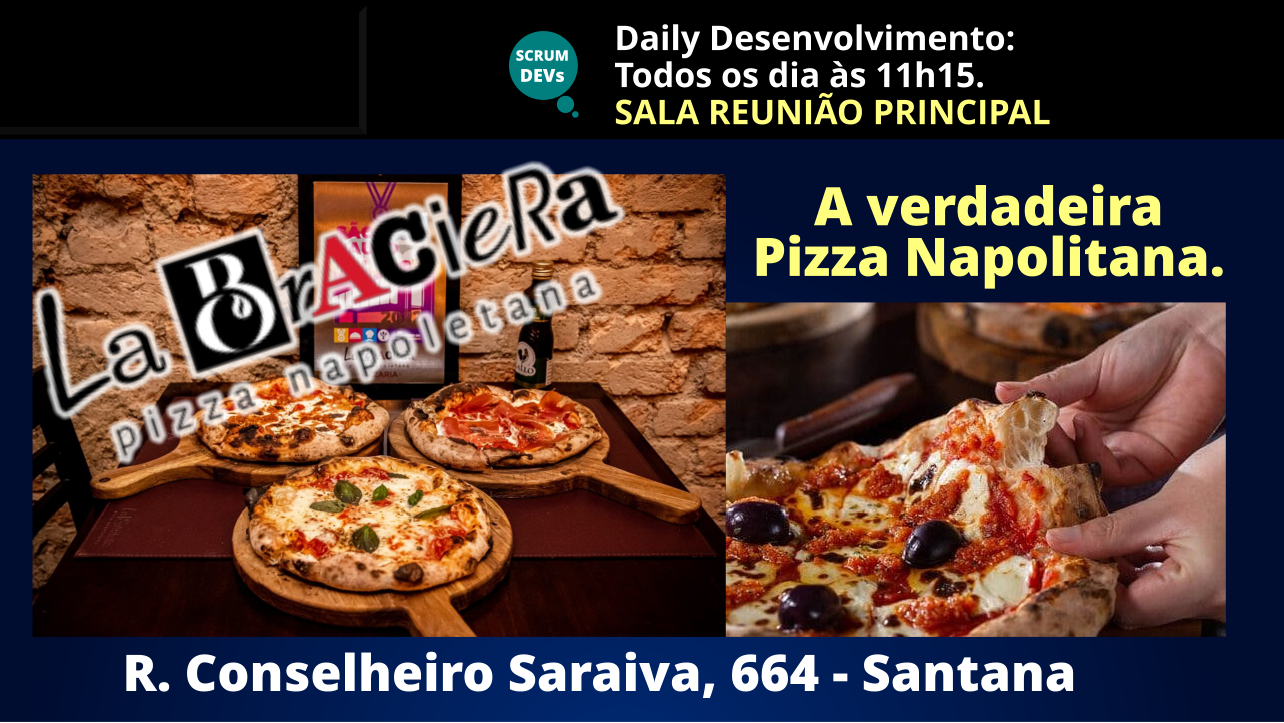 SCRUM
DEVs
Daily Desenvolvimento:
Todos os dia às 11h15.
SALA REUNIÃO PRINCIPAL
La BrACieRa
pizza napoletana
A verdadeira
Pizza Napolitana.
R. Conselheiro Saraiva, 664 - Santana